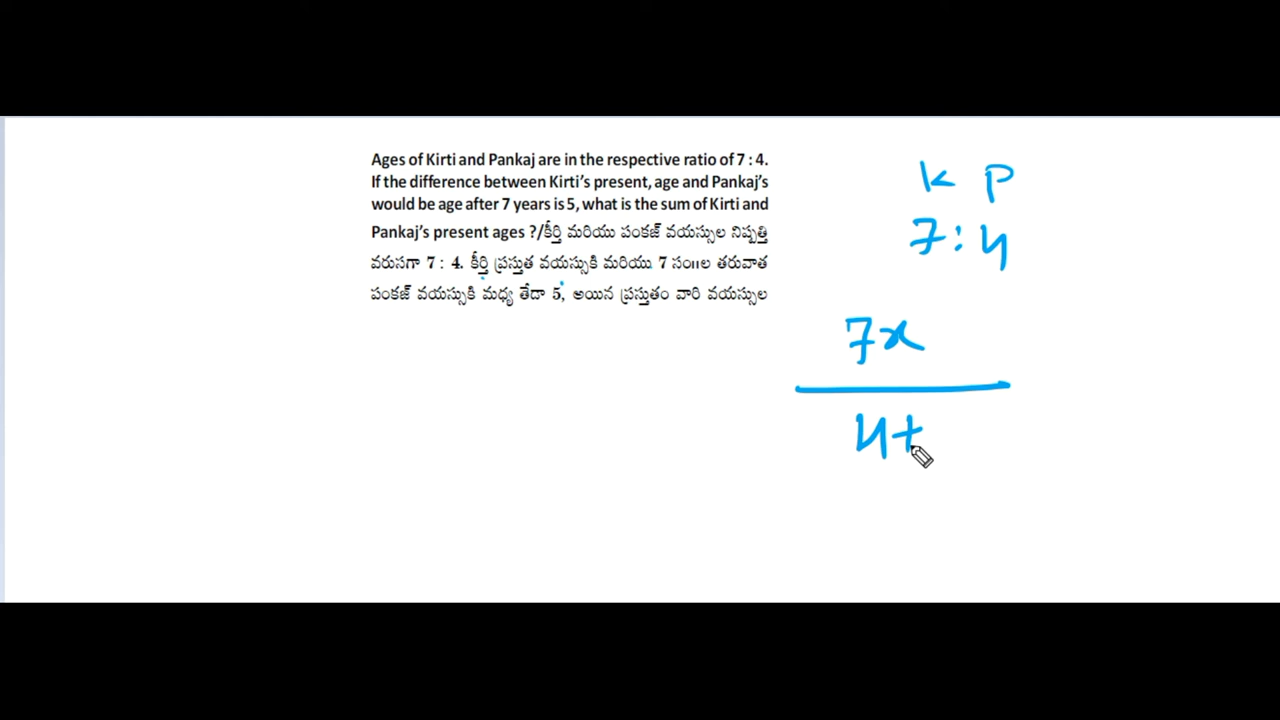 Ages of Kirti and Pankaj are in the respective ratio of 7 : 4.
If the difference between Kirti's present, age and Pankaj's
would be age after 7 years is 5, what is the sum of Kirti and
Pankaj's present ages ?/కీర్తి మరియు పంకజ్ వయస్సుల నిష్పత్తి
వరుసగా 7 : 4. కీర్తి ప్రస్తుత వయస్సుకి మరియు 7 సం॥ల తరువాత
పంకజ్ వయస్సుకి మధ్య తేడా 5, అయిన ప్రస్తుతం వారి వయస్సుల
K P
7 : 4
7x
4+